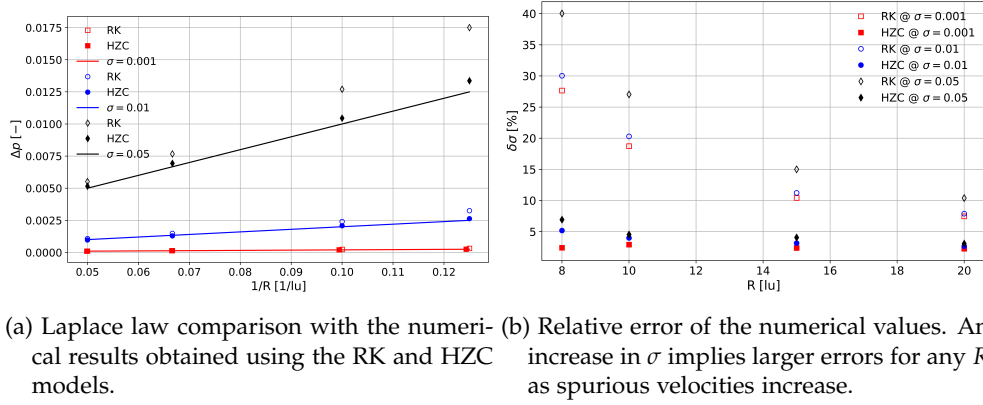 0.0175
0.0150
0.0125
0.0100
0.0075
0.0050
0.0025
0.0000
Δp [−]
RK
HZC
σ = 0.001
RK
HZC
σ = 0.01
RK
HZC
σ = 0.05
0.05 0.06 0.07 0.08 0.09 0.10 0.11 0.12
1/R [1/lu]
40
35
30
25
20
15
10
5
δσ [%]
RK @ σ = 0.001
HZC @ σ = 0.001
RK @ σ = 0.01
HZC @ σ = 0.01
RK @ σ = 0.05
HZC @ σ = 0.05
8 10 12 14 16 18 20
R [lu]
(a) Laplace law comparison with the numeri-
cal results obtained using the RK and HZC
models.
(b) Relative error of the numerical values. An
increase in σ implies larger errors for any R
as spurious velocities increase.